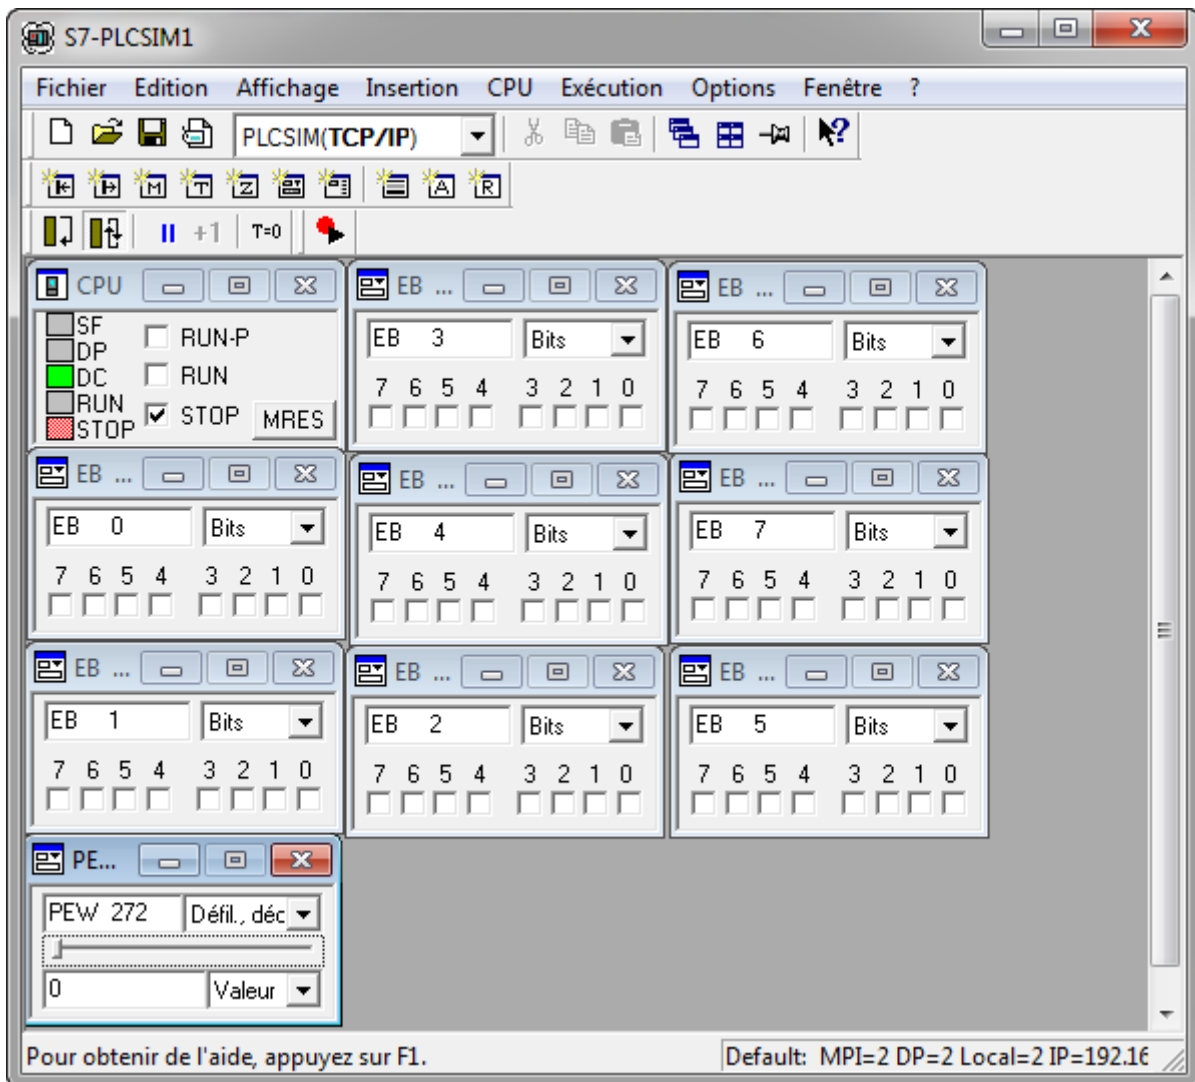 S7-PLCSIM1
Fichier Edition Affichage Insertion CPU Exécution Options Fenêtre ?
PLCSIM(TCP/IP)
M T Z A R
+1 T=0
CPU
SF
DP
DC
RUN
STOP
RUN-P
RUN
STOP MRES
EB ...
EB 3 Bits
7 6 5 4 3 2 1 0
EB ...
EB 6 Bits
7 6 5 4 3 2 1 0
EB ...
EB 0 Bits
7 6 5 4 3 2 1 0
EB ...
EB 4 Bits
7 6 5 4 3 2 1 0
EB ...
EB 7 Bits
7 6 5 4 3 2 1 0
EB ...
EB 1 Bits
7 6 5 4 3 2 1 0
EB ...
EB 2 Bits
7 6 5 4 3 2 1 0
EB ...
EB 5 Bits
7 6 5 4 3 2 1 0
PE...
PEW 272 Défil., déc
0 Valeur
Pour obtenir de l'aide, appuyez sur F1. Default: MPI=2 DP=2 Local=2 IP=192.16